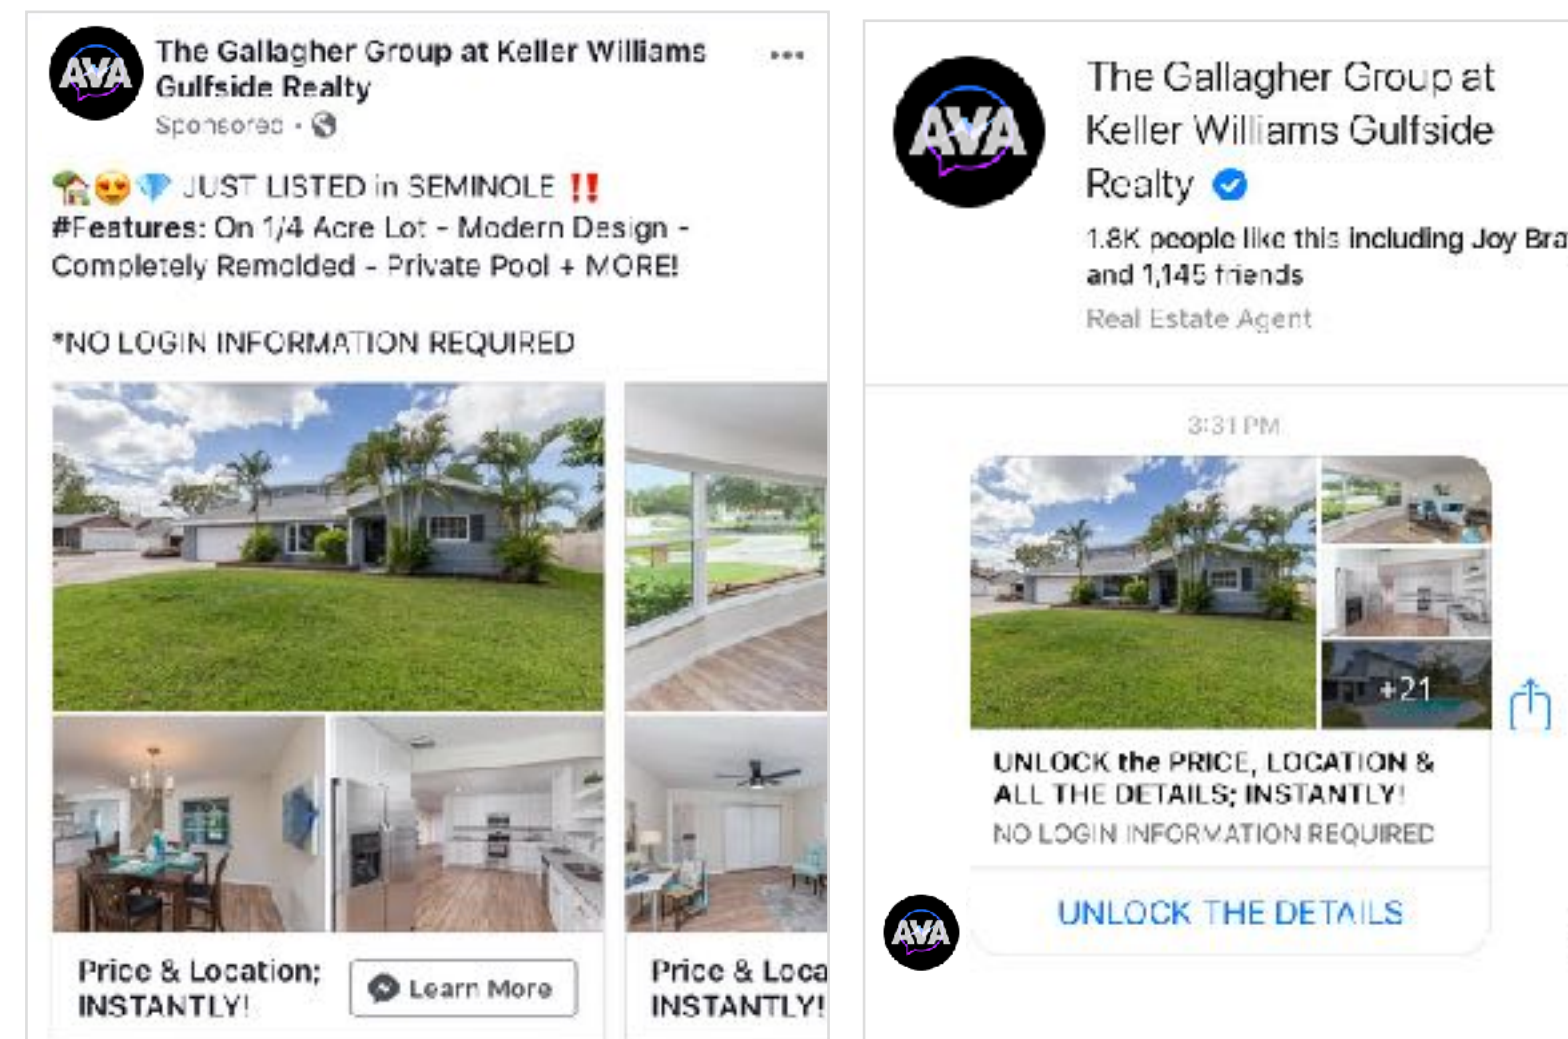 AVA
The Gallagher Group at Keller Williams
Gulfside Realty
Sponsored ·
JUST LISTED in SEMINOLE ‼️
#Features: On 1/4 Acre Lot - Modern Design -
Completely Remolded - Private Pool + MORE!
*NO LOGIN INFORMATION REQUIRED
Price & Location;
INSTANTLY!
Learn More
Price & Loca
INSTANTLY!
AVA
The Gallagher Group at
Keller Williams Gulfside
Realty
1.8K people like this including Joy Bra
and 1,145 friends
Real Estate Agent
3:31 PM
+21
UNLOCK the PRICE, LOCATION &
ALL THE DETAILS; INSTANTLY!
NO LOGIN INFORMATION REQUIRED
UNLOCK THE DETAILS
AVA